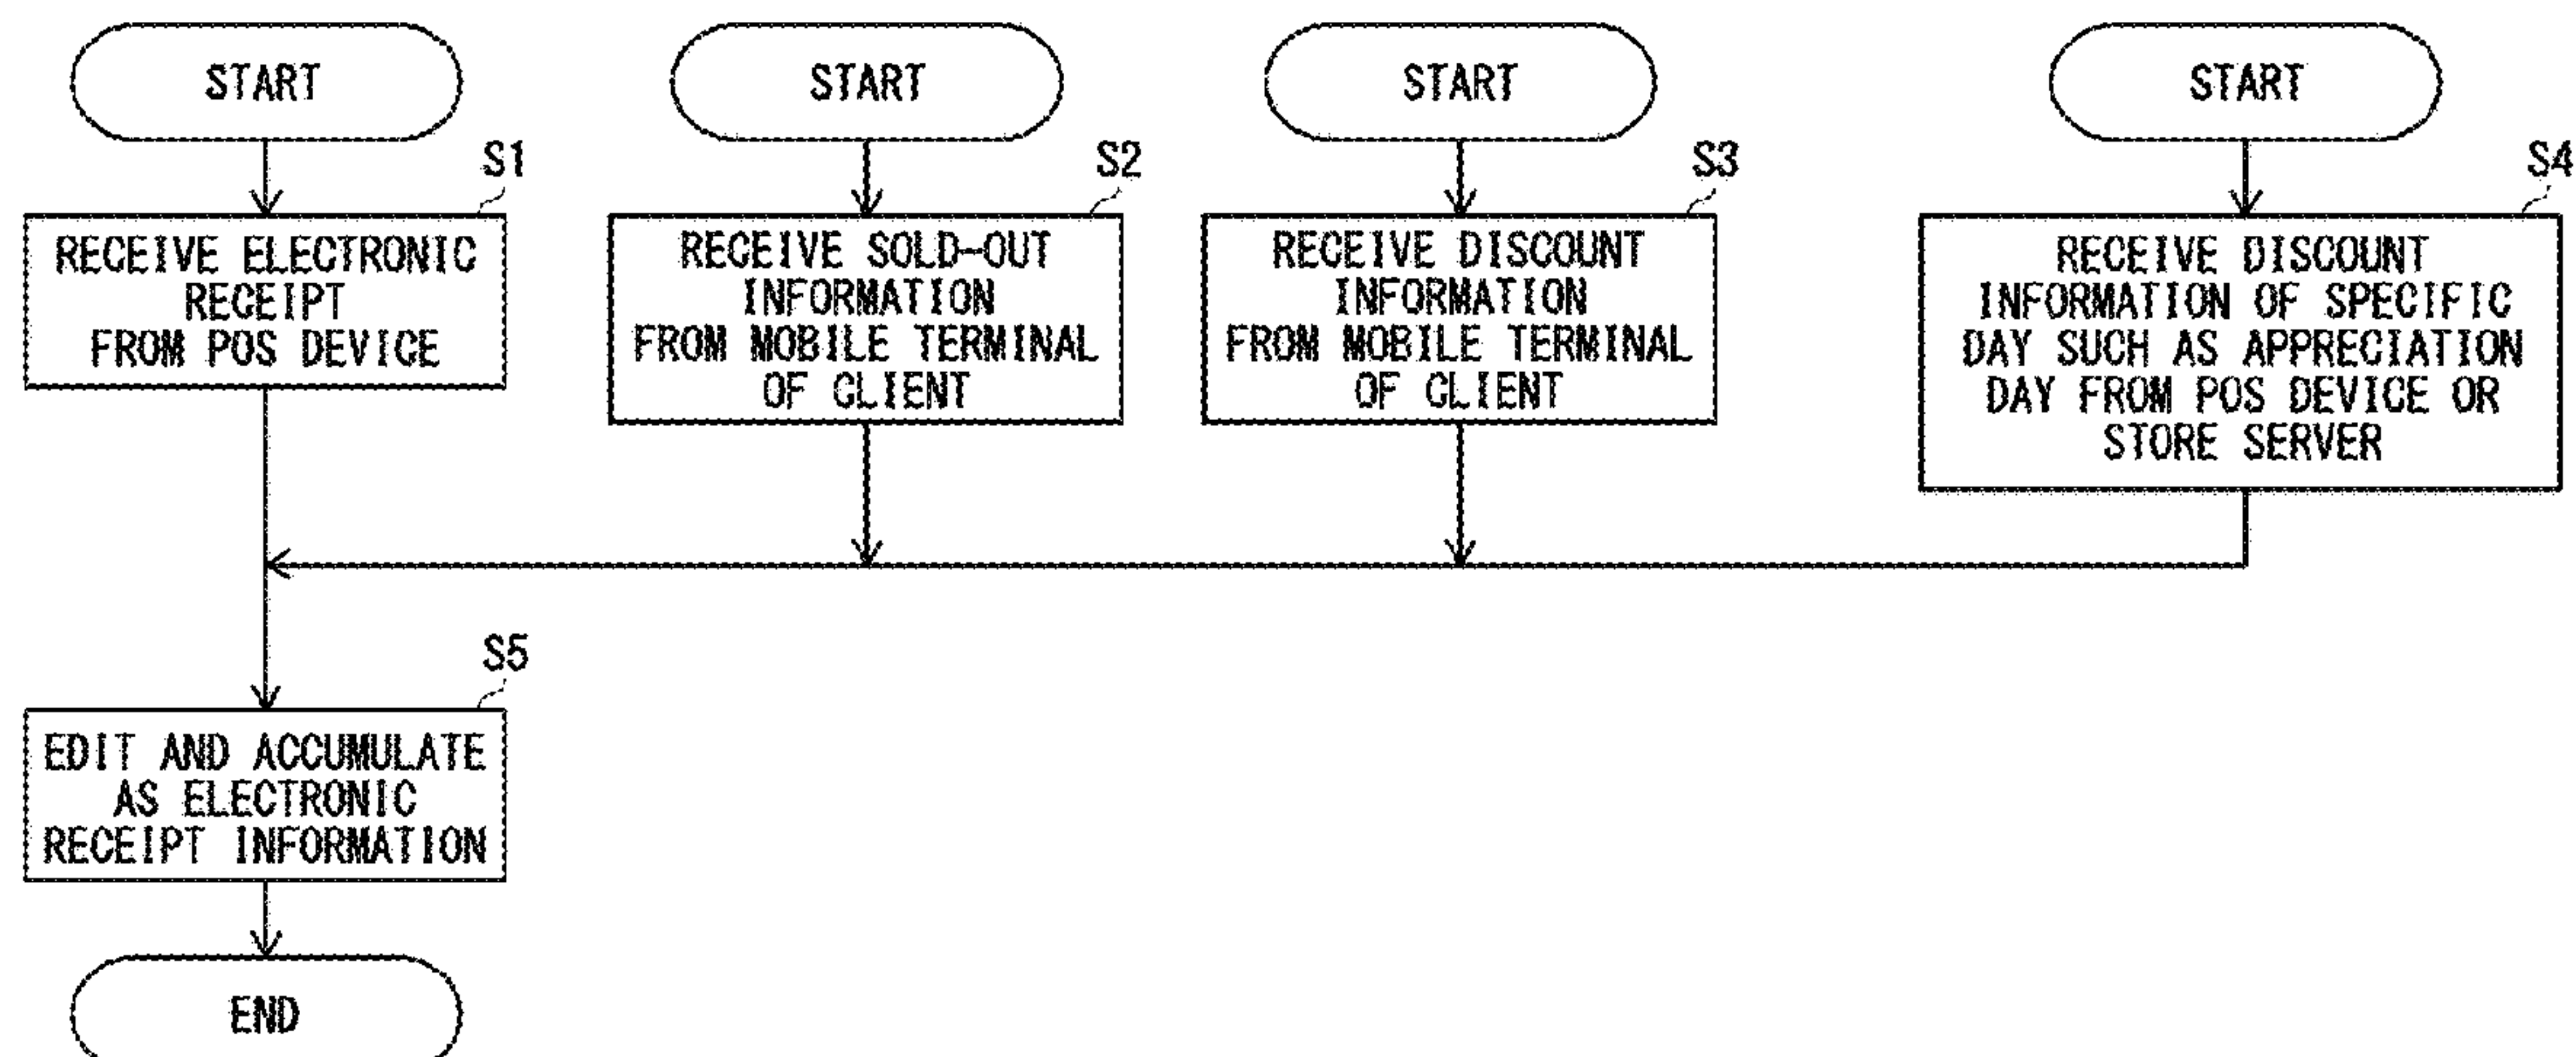 START
START
START
START
S1
S2
S3
S4
RECEIVE ELECTRONIC
RECEIPT
FROM POS DEVICE
RECEIVE SOLD-OUT
INFORMATION
FROM MOBILE TERMINAL
OF CLIENT
RECEIVE DISCOUNT
INFORMATION
FROM MOBILE TERMINAL
OF CLIENT
RECEIVE DISCOUNT
INFORMATION OF SPECIFIC
DAY SUCH AS APPRECIATION
DAY FROM POS DEVICE OR
STORE SERVER
S5
EDIT AND ACCUMULATE
AS ELECTRONIC
RECEIPT INFORMATION
END